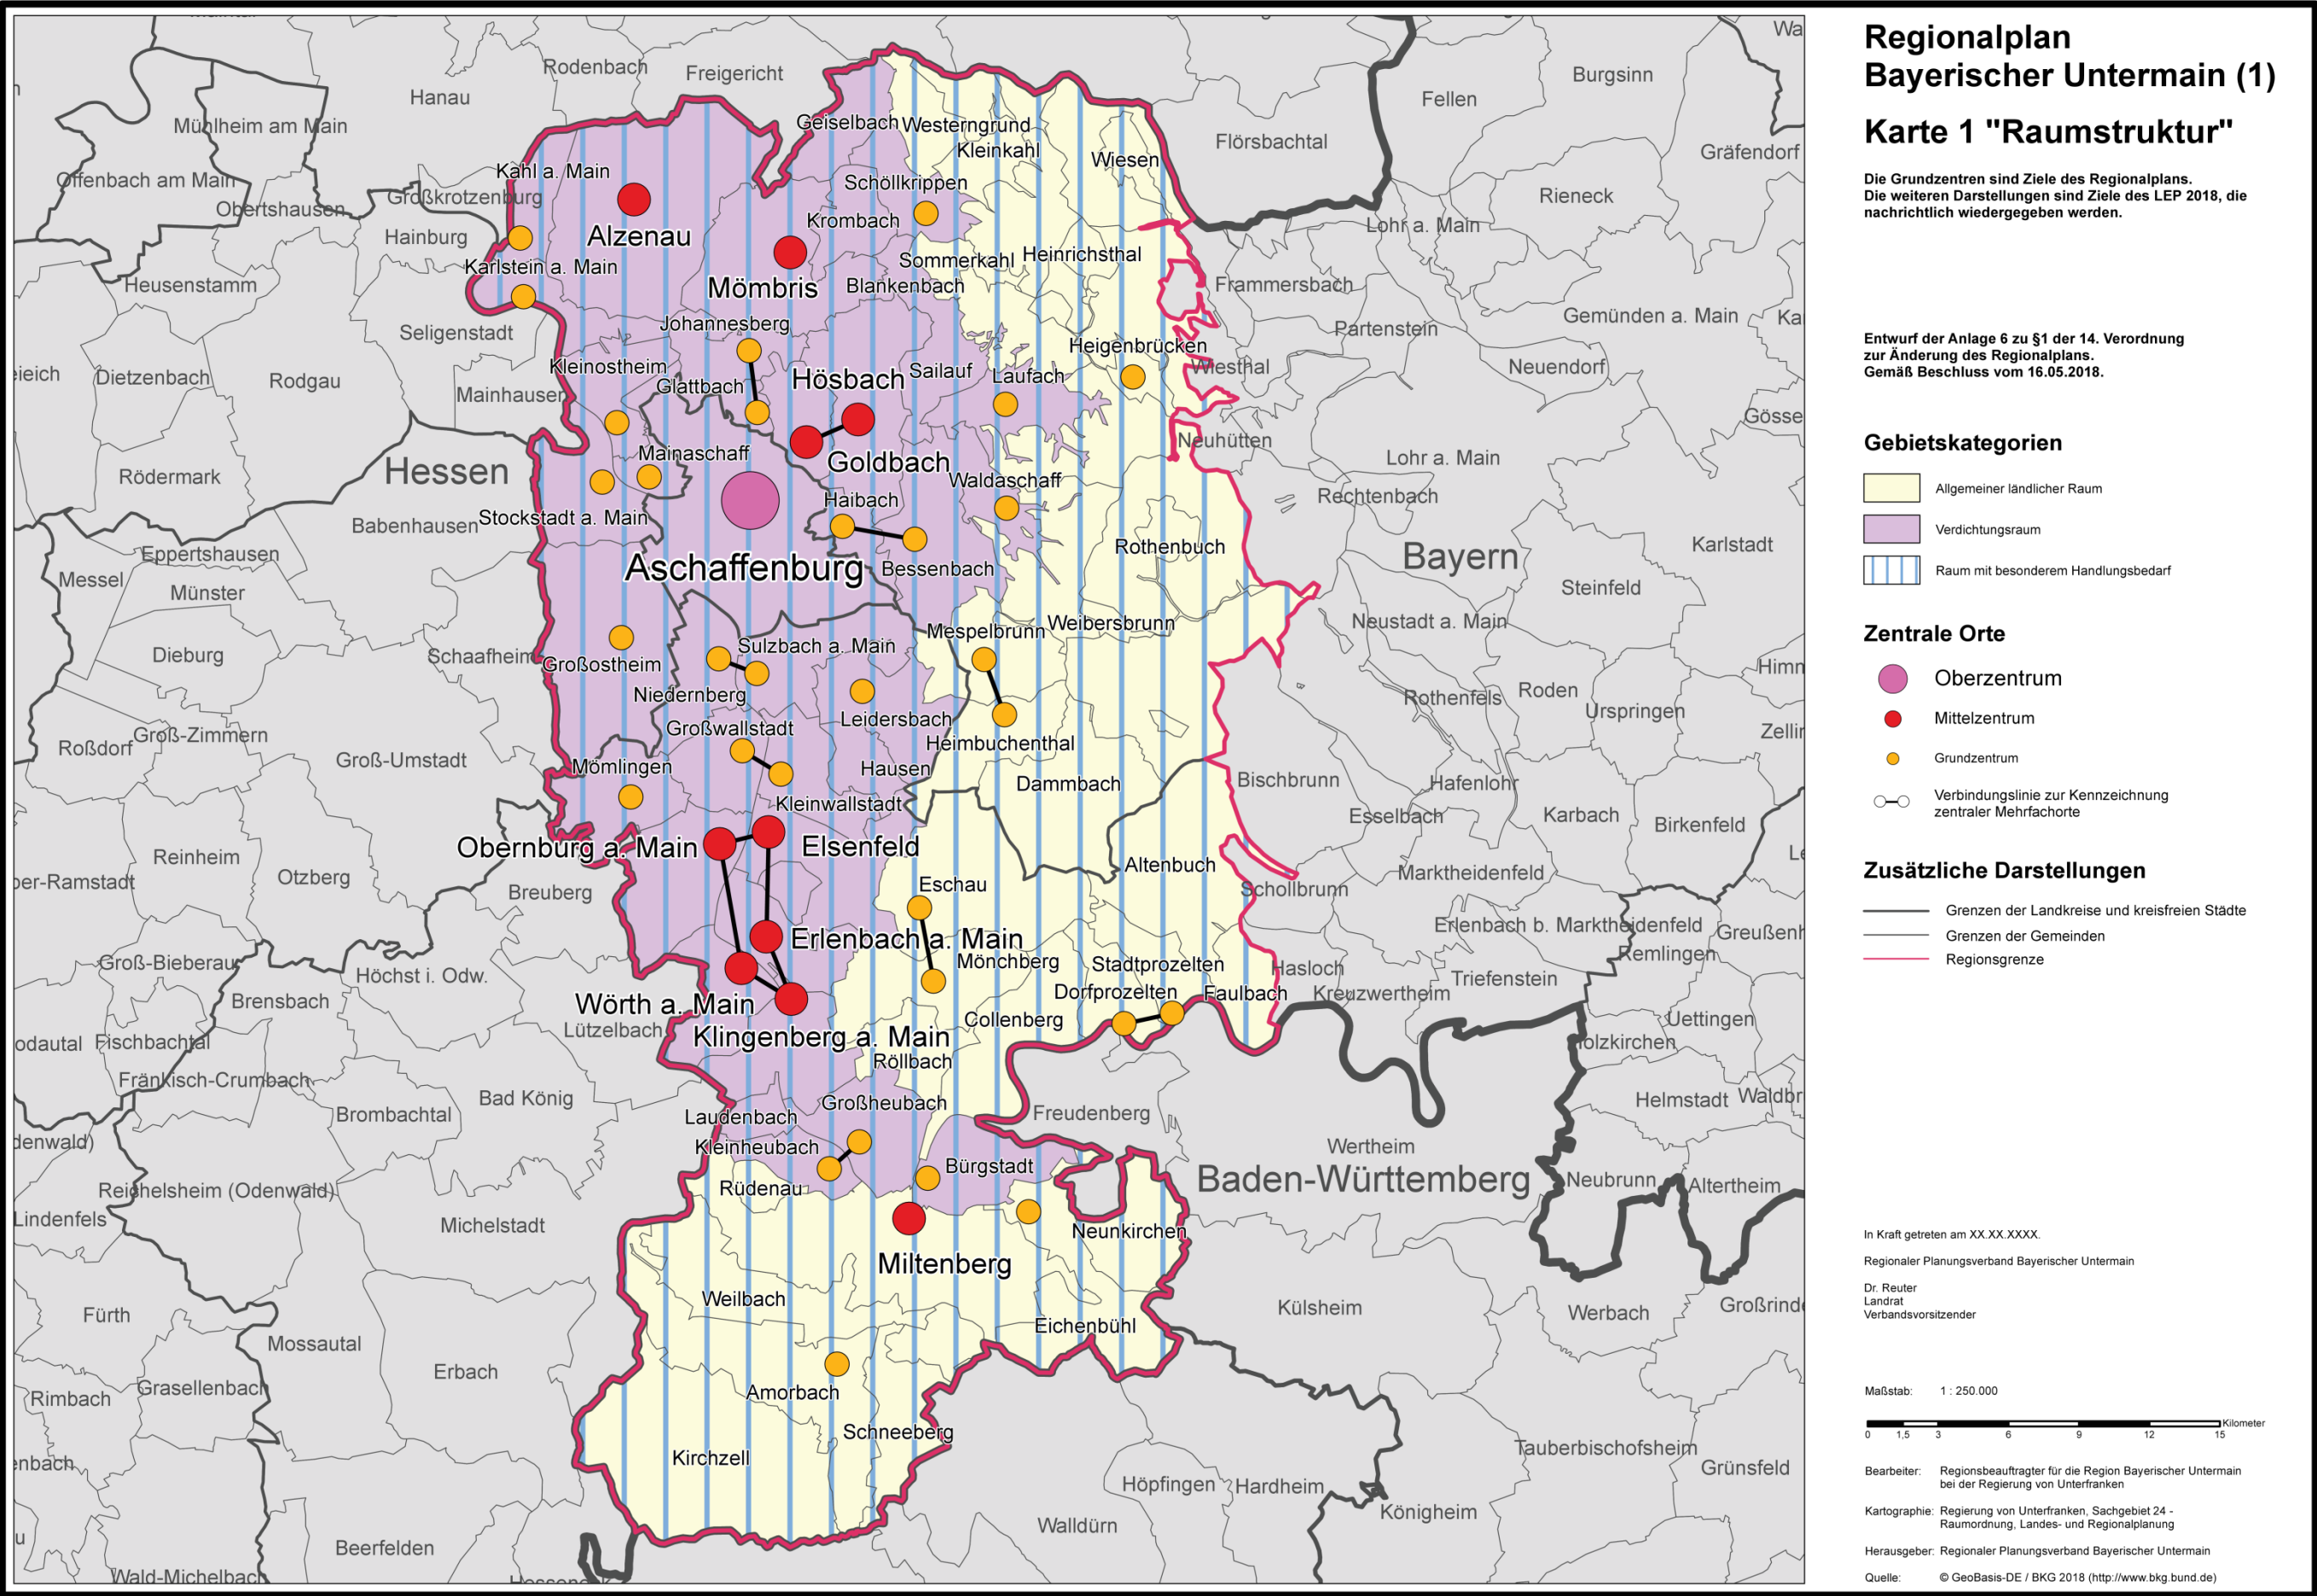 Regionalplan
Bayerischer Untermain (1)
Karte 1 "Raumstruktur"
Die Grundzentren sind Ziele des Regionalplans.
Die weiteren Darstellungen sind Ziele des LEP 2018, die
nachrichtlich wiedergegeben werden.
Entwurf der Anlage 6 zu §1 der 14. Verordnung
zur Änderung des Regionalplans.
Gemäß Beschluss vom 16.05.2018.
Gebietskategorien
Allgemeiner ländlicher Raum
Verdichtungsraum
Raum mit besonderem Handlungsbedarf
Zentrale Orte
Oberzentrum
Mittelzentrum
Grundzentrum
Verbindungslinie zur Kennzeichnung
zentraler Mehrfachorte
Zusätzliche Darstellungen
Grenzen der Landkreise und kreisfreien Städte
Grenzen der Gemeinden
Regionsgrenze
In Kraft getreten am XX.XX.XXXX.
Regionaler Planungsverband Bayerischer Untermain
Dr. Reuter
Landrat
Verbandsvorsitzender
Maßstab: 1 : 250.000
Kilometer
0 1,5 3 6 9 12 15
Bearbeiter: Regionsbeauftragter für die Region Bayerischer Untermain
bei der Regierung von Unterfranken
Kartographie: Regierung von Unterfranken, Sachgebiet 24 -
Raumordnung, Landes- und Regionalplanung
Herausgeber: Regionaler Planungsverband Bayerischer Untermain
Quelle: © GeoBasis-DE / BKG 2018 (http://www.bkg.bund.de)
Rodenbach
Freigericht
Hanau
Mühlheim am Main
Offenbach am Main
Obertshausen
Großkrotzenburg
Hainburg
Heusenstamm
Seligenstadt
Dietzenbach
Rodgau
Mainhausen
Rödermark
Hessen
Babenhausen
Eppertshausen
Messel
Münster
Dieburg
Schaafheim
Roßdorf
Groß-Zimmern
Groß-Umstadt
Reinheim
Otzberg
Breuberg
Groß-Bieberau
Höchst i. Odw.
Brensbach
Lützelbach
Fischbachtal
Fränkisch-Crumbach
Brombachtal
Bad König
Reichelsheim (Odenwald)
Lindenfels
Michelstadt
Fürth
Mossautal
Erbach
Rimbach
Grasellenbach
Beerfelden
Wald-Michelbach
Kahl a. Main
Alzenau
Karlstein a. Main
Geiselbach
Westerngrund
Kleinkahl
Wiesen
Schöllkrippen
Krombach
Mömbris
Sommerkahl
Heinrichsthal
Blankenbach
Johannesberg
Heigenbrücken
Kleinostheim
Glattbach
Hösbach
Sailauf
Laufach
Mainaschaff
Goldbach
Waldaschaff
Haibach
Stockstadt a. Main
Aschaffenburg
Bessenbach
Rothenbuch
Weibersbrunn
Mespelbrunn
Sulzbach a. Main
Großostheim
Niedernberg
Leidersbach
Großwallstadt
Heimbuchenthal
Mömlingen
Hausen
Dammbach
Kleinwallstadt
Obernburg a. Main
Elsenfeld
Altenbuch
Eschau
Erlenbach a. Main
Mönchberg
Stadtprozelten
Dorfprozelten
Faulbach
Wörth a. Main
Collenberg
Klingenberg a. Main
Röllbach
Großheubach
Laudenbach
Kleinheubach
Bürgstadt
Rüdenau
Neunkirchen
Miltenberg
Weilbach
Eichenbühl
Amorbach
Schneeberg
Kirchzell
Flörsbachtal
Fellen
Burgsinn
Gräfendorf
Rieneck
Lohr a. Main
Frammersbach
Partenstein
Gemünden a. Main
Wiesthal
Neuendorf
Neuhütten
Lohr a. Main
Rechtenbach
Bayern
Karlstadt
Steinfeld
Neustadt a. Main
Rothenfels
Roden
Urspringen
Bischbrunn
Hafenlohr
Esselbach
Karbach
Birkenfeld
Marktheidenfeld
Schollbrunn
Erlenbach b. Marktheidenfeld
Remlingen
Hasloch
Triefenstein
Kreuzwertheim
Uettingen
Holzkirchen
Helmstadt
Freudenberg
Wertheim
Baden-Württemberg
Neubrunn
Altertheim
Külsheim
Werbach
Tauberbischofsheim
Grünsfeld
Höpfingen
Hardheim
Königheim
Walldürn